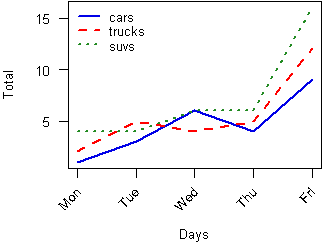 15
10
5
Total
cars
trucks
suvs
Mon
Tue
Wed
Thu
Fri
Days